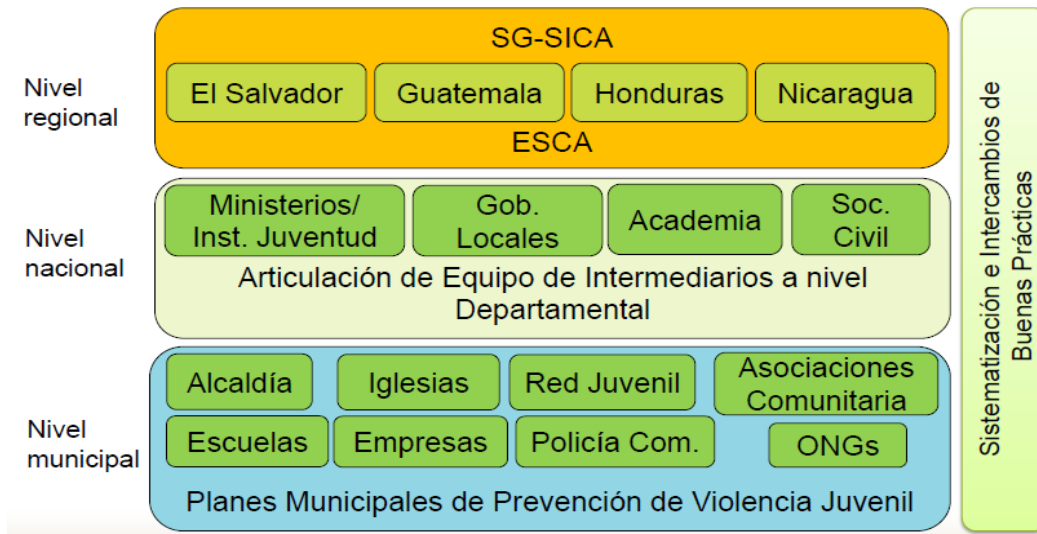 SG-SICA
Nivel
regional
El Salvador
Guatemala
Honduras
Nicaragua
ESCA
Nivel
nacional
Ministerios/
Inst. Juventud
Gob.
Locales
Academia
Soc.
Civil
Articulación de Equipo de Intermediarios a nivel
Departamental
Nivel
municipal
Alcaldía
Iglesias
Red Juvenil
Asociaciones
Comunitaria
Escuelas
Empresas
Policía Com.
ONGs
Planes Municipales de Prevención de Violencia Juvenil
Sistematización e Intercambios de
Buenas Prácticas